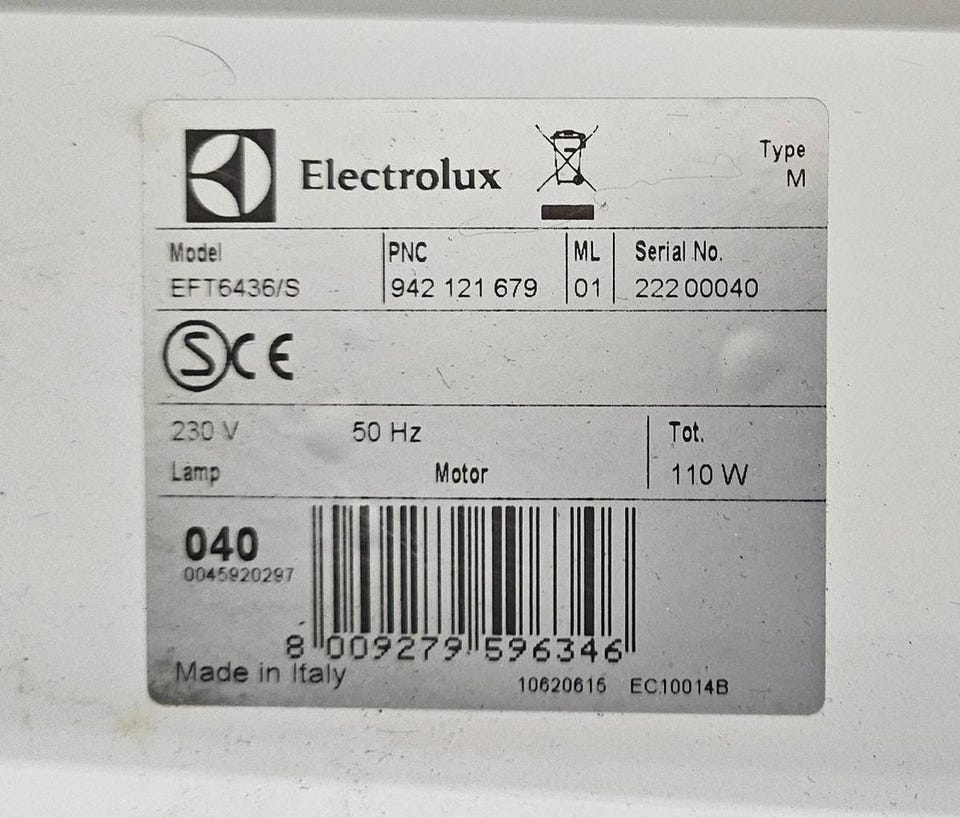 Electrolux
Type
M
Model PNC ML Serial No.
EFT6436/S 942 121 679 01 222 00040
S CE
230 V 50 Hz Tot.
Lamp Motor 110 W
040
0045920297
8 009279 596346
Made in Italy
10620615 EC10014B